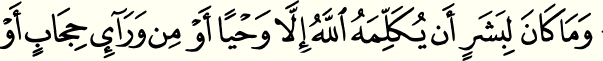 وَمَا كَانَ لِبَشَرٍ أَن يُكَلِّمَهُ ٱللَّهُ إِلَّا وَحْيًا أَوْ مِن وَرَآئِ حِجَابٍ أَوْ